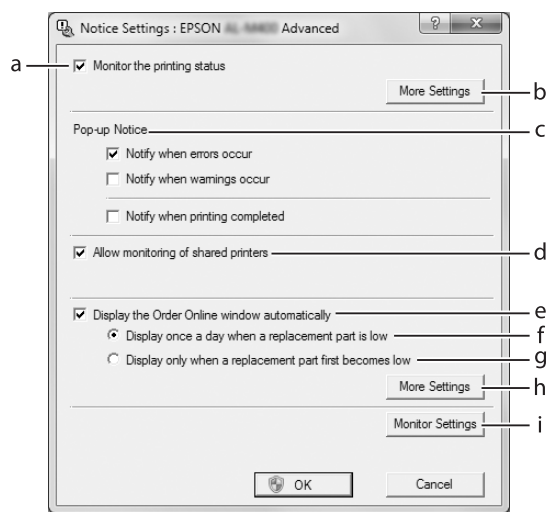 Notice Settings : EPSON Advanced
a
Monitor the printing status
More Settings
b
Pop-up Notice
c
Notify when errors occur
Notify when warnings occur
Notify when printing completed
Allow monitoring of shared printers
d
Display the Order Online window automatically
e
Display once a day when a replacement part is low
f
Display only when a replacement part first becomes low
g
More Settings
h
Monitor Settings
i
OK
Cancel